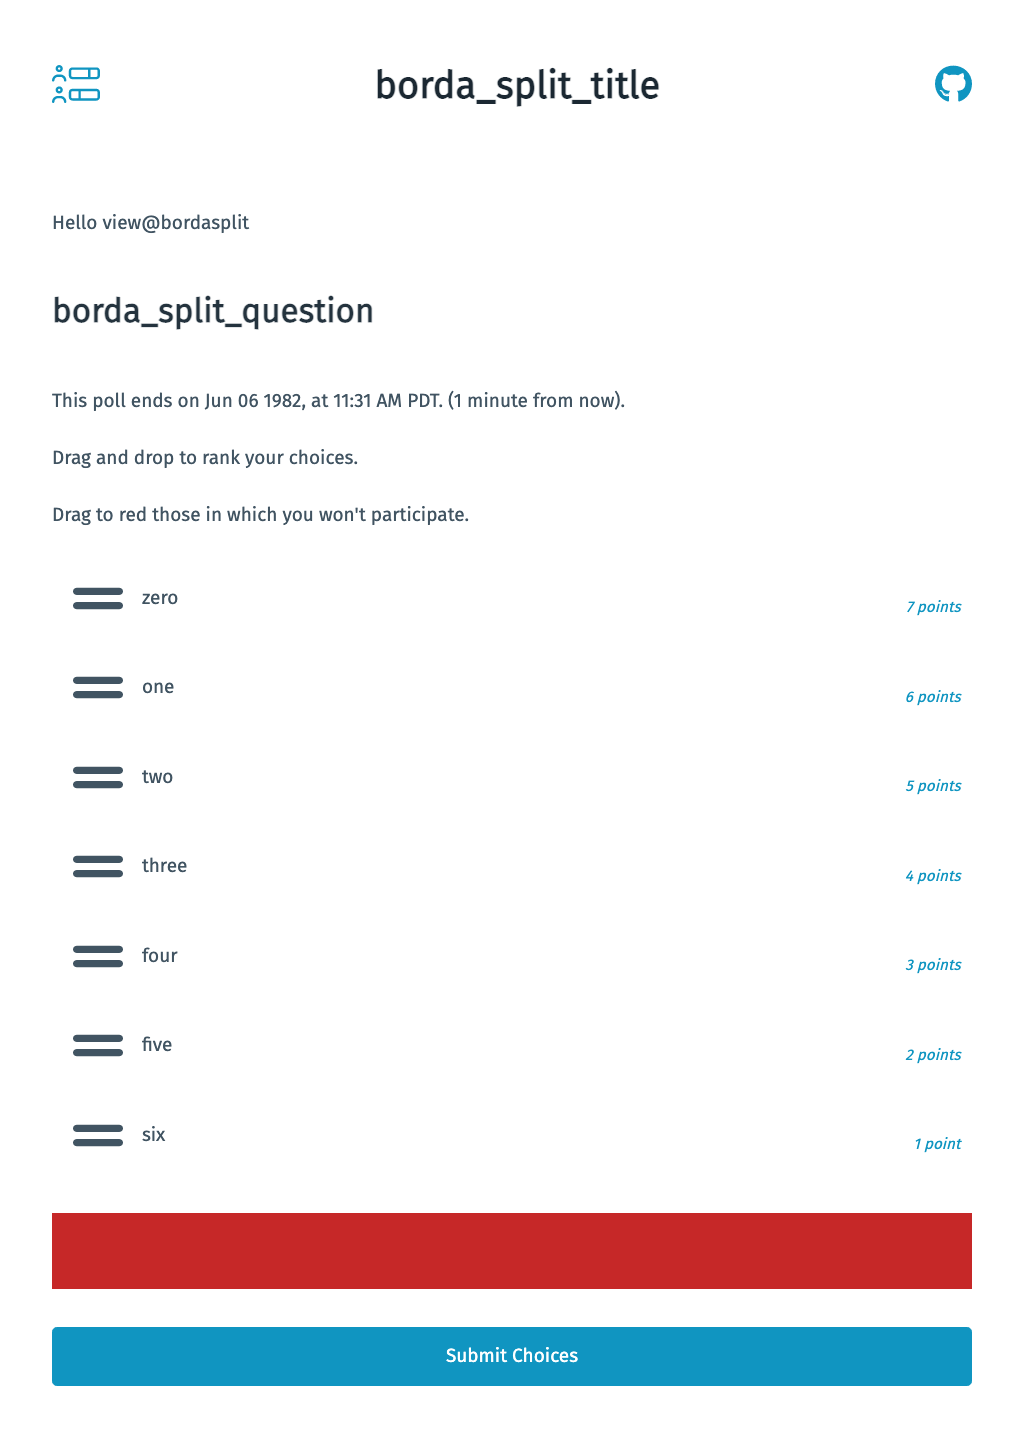 borda_split_title
Hello view@bordasplit
borda_split_question
This poll ends on Jun 06 1982, at 11:31 AM PDT. (1 minute from now).
Drag and drop to rank your choices.
Drag to red those in which you won't participate.
zero
7 points
one
6 points
two
5 points
three
4 points
four
3 points
five
2 points
six
1 point
Submit Choices